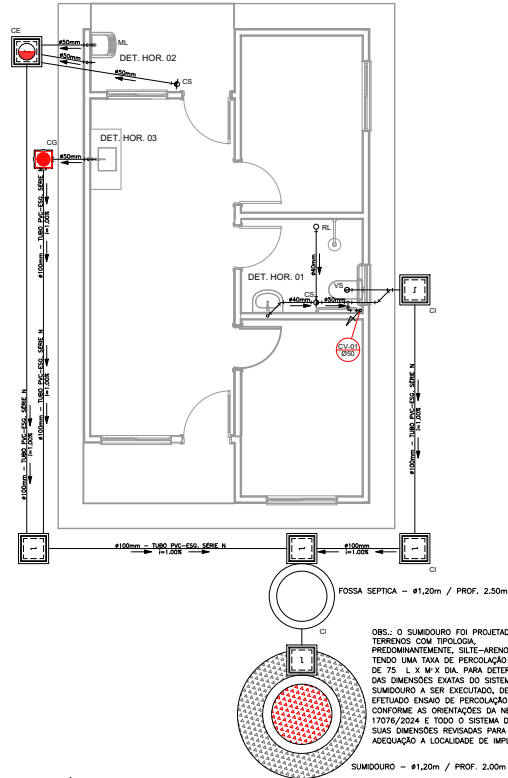 CE
ø50mm
ML
ø50mm
DET. HOR. 02
ø50mm
CS
CG
DET. HOR. 03
ø50mm
ø100mm - TUBO PVC-ESG. SÉRIE N
i=1.00%
RL
ø40mm
DET. HOR. 01
VS
CS
ø40mm
ø50mm
CI
CV-01
Ø50
ø100mm - TUBO PVC-ESG. SÉRIE N
i=1.00%
ø100mm - TUBO PVC-ESG. SÉRIE N
i=1.00%
ø100mm - TUBO PVC-ESG. SÉRIE N
i=1.00%
ø100mm - TUBO PVC-ESG. SÉRIE N
i=1.00%
ø100mm
i=1.00%
CI
FOSSA SEPTICA - ø1,20m / PROF. 2.50m
CI
OBS.: O SUMIDOURO FOI PROJETAD
TERRENOS COM TIPOLOGIA,
PREDOMINANTEMENTE, SILTE-ARENO
TENDO UMA TAXA DE PERCOLAÇÃO
DE 75 L X M² X DIA. PARA DETER
DAS DIMENSÕES EXATAS DO SISTEM
SUMIDOURO A SER EXECUTADO, DE
EFETUADO ENSAIO DE PERCOLAÇÃO
CONFORME AS ORIENTAÇÕES DA NB
17076/2024 E TODO O SISTEMA D
SUAS DIMENSÕES REVISADAS PARA
ADEQUAÇÃO A LOCALIDADE DE IMPL
SUMIDOURO - ø1,20m / PROF. 2.00m